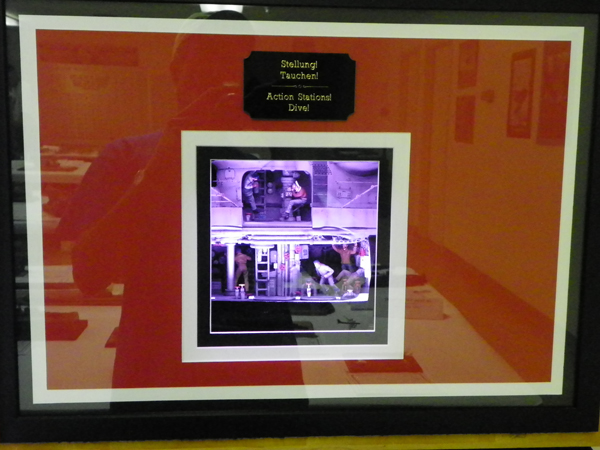 Stellung!
Tauchen!
Action Stations!
Dive!